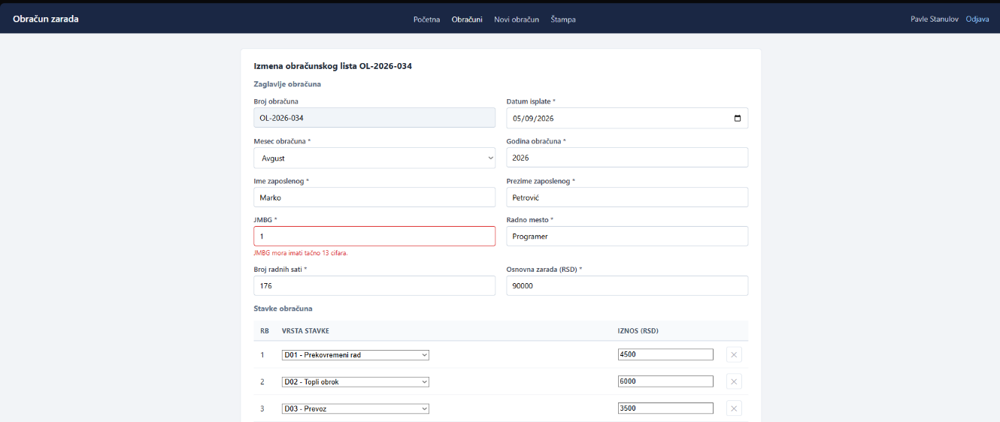 Obračun zarada Početna Obračuni Novi obračun Štampa Pavle Stanulov Odjava
Izmena obračunskog lista OL-2026-034
Zaglavlje obračuna
Broj obračuna Datum isplate *
OL-2026-034 05/09/2026
Mesec obračuna * Godina obračuna *
Avgust 2026
Ime zaposlenog * Prezime zaposlenog *
Marko Petrović
JMBG * Radno mesto *
1 Programer
JMBG mora imati tačno 13 cifara.
Broj radnih sati * Osnovna zarada (RSD) *
176 90000
Stavke obračuna
RB VRSTA STAVKE IZNOS (RSD)
1 D01 - Prekovremeni rad 4500
2 D02 - Topli obrok 6000
3 D03 - Prevoz 3500